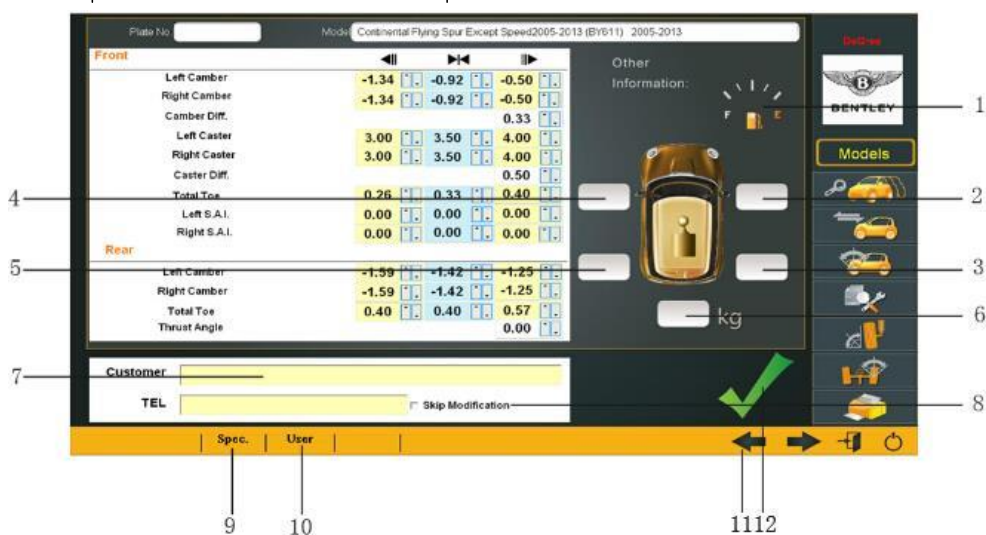 Plate No.
Model Continental Flying Spur Except Speed2005-2013 (BY611) 2005-2013
DeGree
Front
Other
Information:
Left Camber -1.34 -0.92 -0.50
Right Camber -1.34 -0.92 -0.50
Camber Diff. 0.33
Left Caster 3.00 3.50 4.00
Right Caster 3.00 3.50 4.00
Caster Diff. 0.50
Total Toe 0.26 0.33 0.40
Left S.A.I. 0.00 0.00 0.00
Right S.A.I. 0.00 0.00 0.00
Rear
Left Camber -1.59 -1.42 -1.25
Right Camber -1.59 -1.42 -1.25
Total Toe 0.40 0.40 0.57
Thrust Angle 0.00
F E
B
BENTLEY
Models
kg
Customer
TEL
Skip Modification
Spec. User
1
2
3
4
5
6
7
8
9
10
11
12